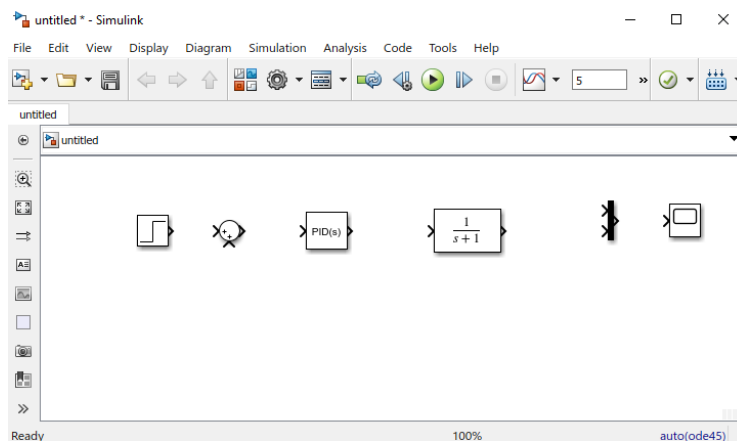 untitled * - Simulink
File Edit View Display Diagram Simulation Analysis Code Tools Help
5 »
untitled
untitled
PID(s)
1
s + 1
+
+
A≡
»
Ready 100% auto(ode45)